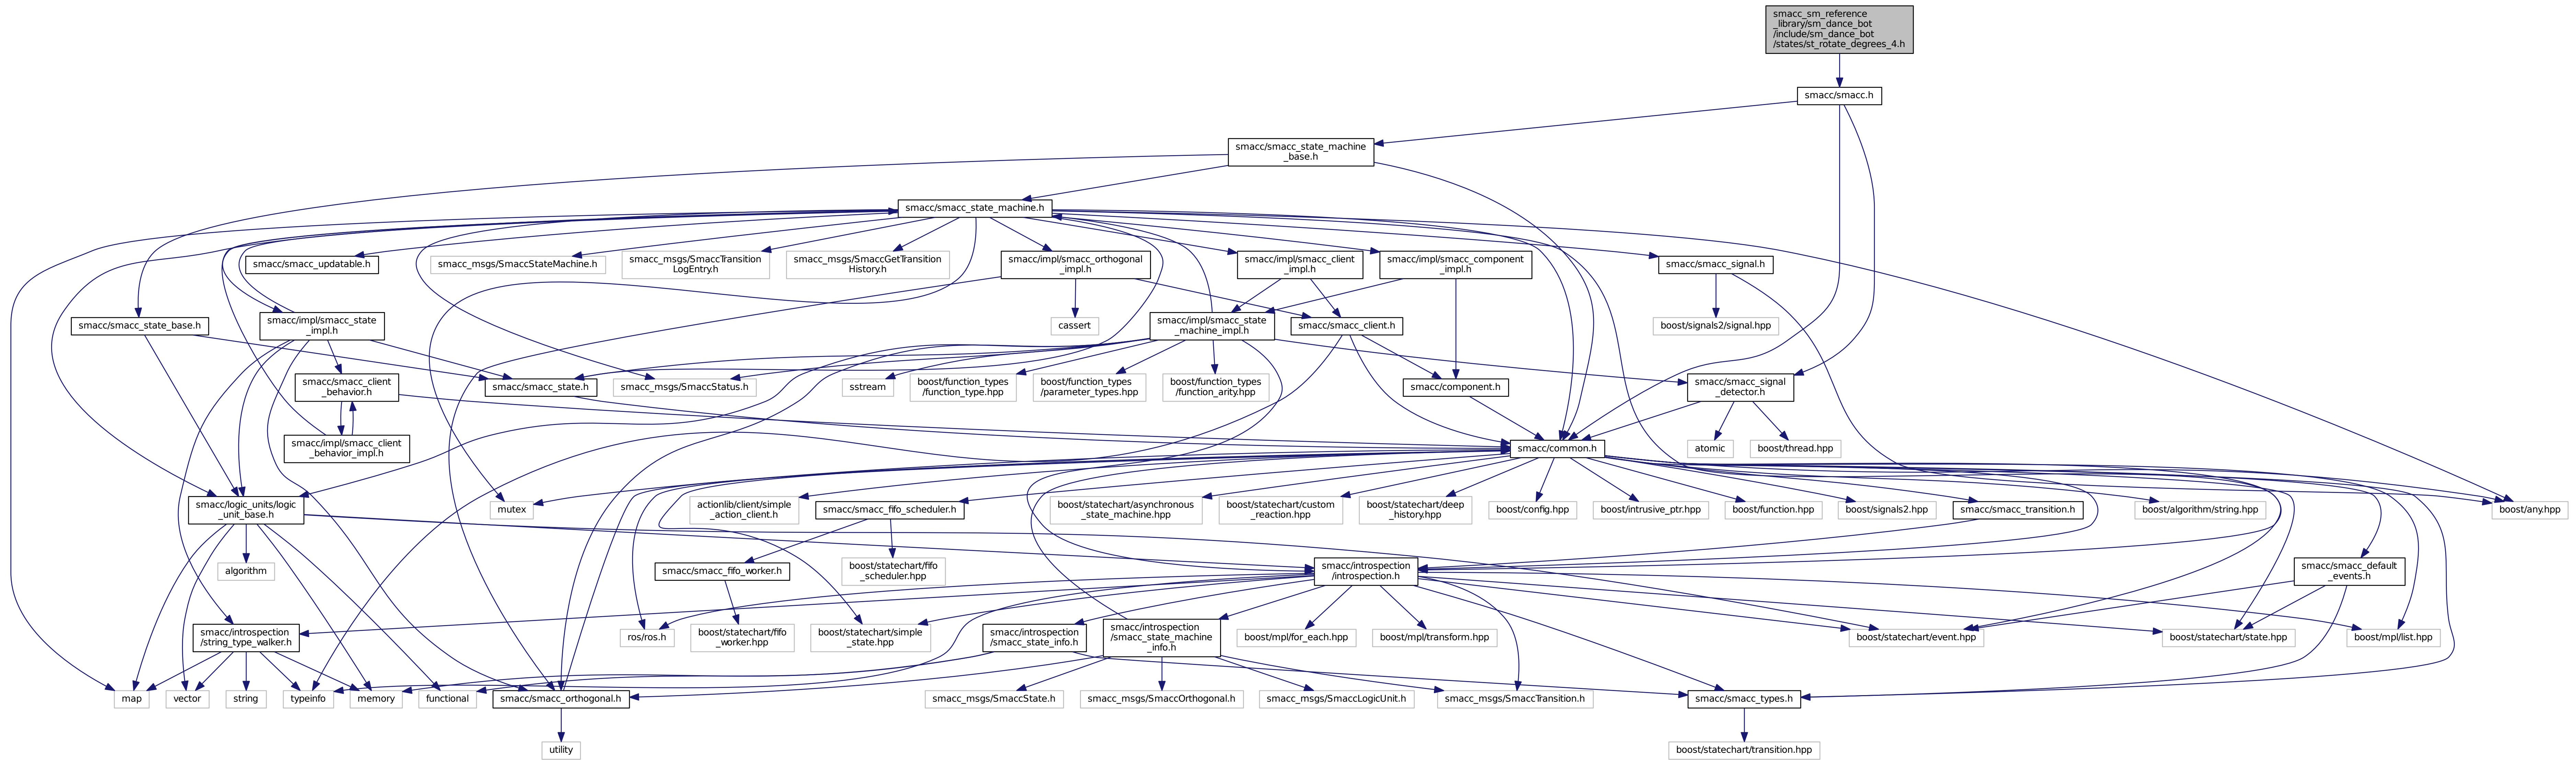 smacc_sm_reference
_library/sm_dance_bot
/include/sm_dance_bot
/states/st_rotate_degrees_4.h
smacc/smacc.h
smacc/smacc_state_machine
_base.h
smacc/smacc_state_machine.h
smacc/smacc_updatable.h
smacc_msgs/SmaccStateMachine.h
smacc_msgs/SmaccTransition
LogEntry.h
smacc_msgs/SmaccGetTransition
History.h
smacc/impl/smacc_orthogonal
_impl.h
smacc/impl/smacc_client
_impl.h
smacc/impl/smacc_component
_impl.h
smacc/smacc_signal.h
smacc/smacc_state_base.h
smacc/impl/smacc_state
_impl.h
cassert
smacc/impl/smacc_state
_machine_impl.h
smacc/smacc_client.h
boost/signals2/signal.hpp
smacc/smacc_client
_behavior.h
smacc/smacc_state.h
smacc_msgs/SmaccStatus.h
sstream
boost/function_types
/function_type.hpp
boost/function_types
/parameter_types.hpp
boost/function_types
/function_arity.hpp
smacc/component.h
smacc/smacc_signal
_detector.h
smacc/impl/smacc_client
_behavior_impl.h
smacc/common.h
atomic
boost/thread.hpp
smacc/logic_units/logic
_unit_base.h
mutex
actionlib/client/simple
_action_client.h
smacc/smacc_fifo_scheduler.h
boost/statechart/asynchronous
_state_machine.hpp
boost/statechart/custom
_reaction.hpp
boost/statechart/deep
_history.hpp
boost/config.hpp
boost/intrusive_ptr.hpp
boost/function.hpp
boost/signals2.hpp
smacc/smacc_transition.h
boost/algorithm/string.hpp
boost/any.hpp
algorithm
smacc/smacc_fifo_worker.h
boost/statechart/fifo
_scheduler.hpp
smacc/introspection
/introspection.h
smacc/smacc_default
_events.h
smacc/introspection
/string_type_walker.h
ros/ros.h
boost/statechart/fifo
_worker.hpp
boost/statechart/simple
_state.hpp
smacc/introspection
/smacc_state_info.h
smacc/introspection
/smacc_state_machine
_info.h
boost/mpl/for_each.hpp
boost/mpl/transform.hpp
boost/statechart/event.hpp
boost/statechart/state.hpp
boost/mpl/list.hpp
map
vector
string
typeinfo
memory
functional
smacc/smacc_orthogonal.h
smacc_msgs/SmaccState.h
smacc_msgs/SmaccOrthogonal.h
smacc_msgs/SmaccLogicUnit.h
smacc_msgs/SmaccTransition.h
smacc/smacc_types.h
utility
boost/statechart/transition.hpp